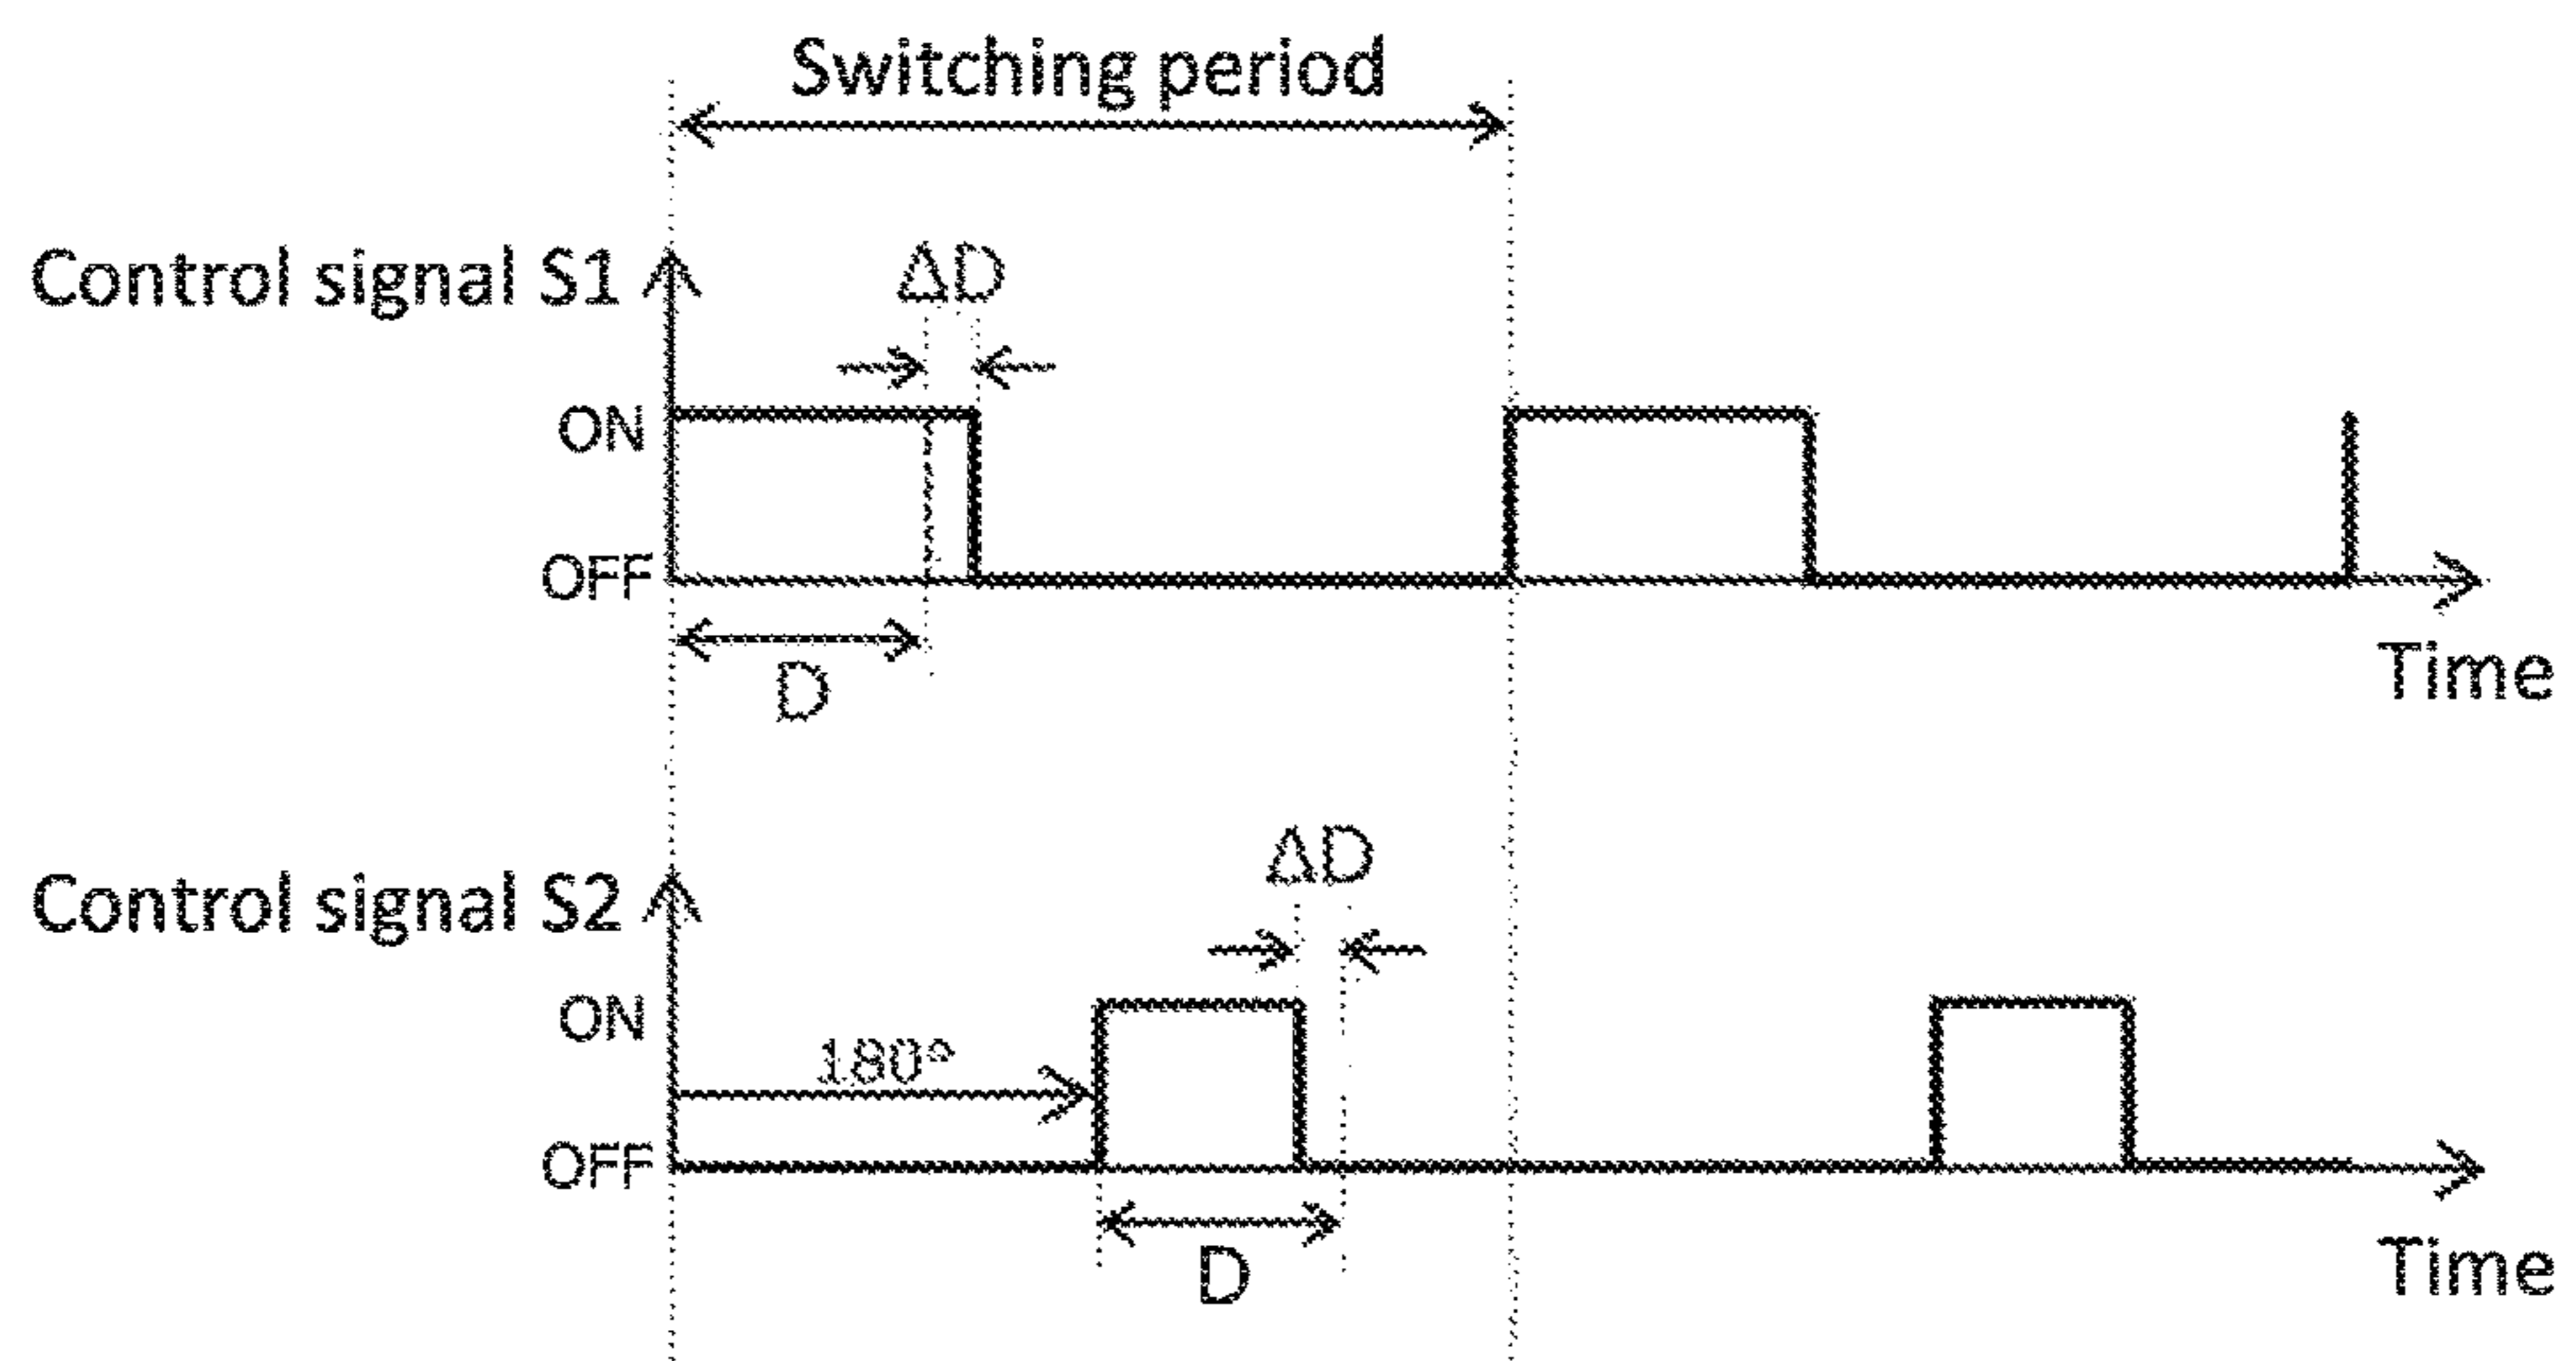 Switching period
Control signal S1
ΔD
ON
OFF
D
Time
ΔD
Control signal S2
ON
180°
OFF
D
Time